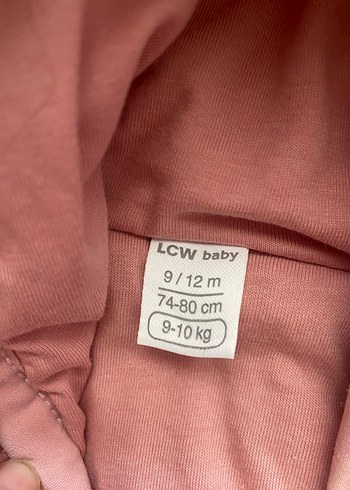 LCW baby
9 / 12 m
74-80 cm
9-10 kg